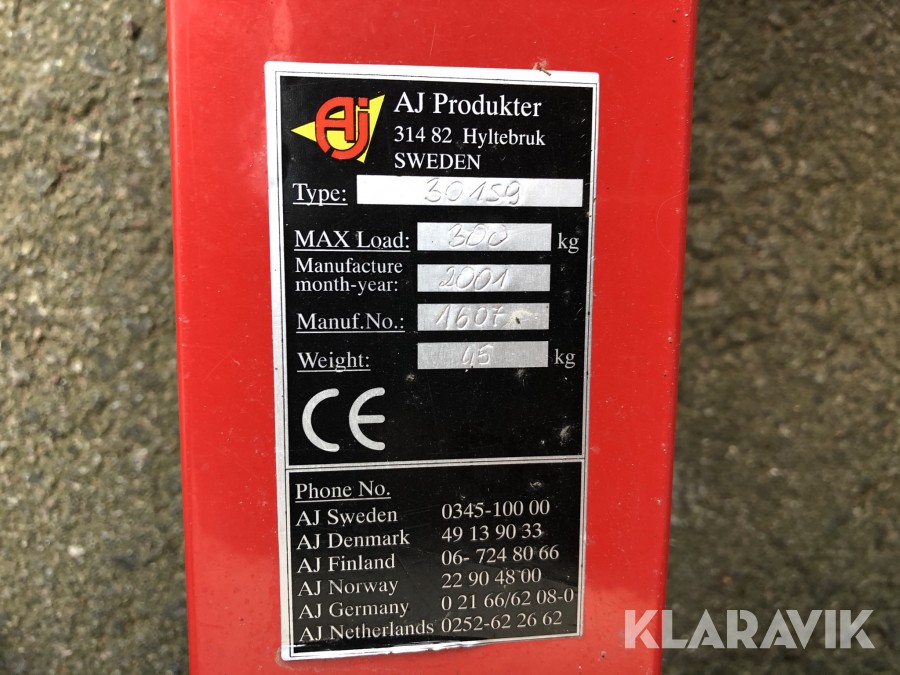 Aj
AJ Produkter
314 82 Hyltebruk
SWEDEN
Type: 30159
MAX Load: 300 kg
Manufacture
month-year: 2001
Manuf.No.: 1607
Weight: 45 kg
CE
Phone No.
AJ Sweden 0345-100 00
AJ Denmark 49 13 90 33
AJ Finland 06- 724 80 66
AJ Norway 22 90 48 00
AJ Germany 0 21 66/62 08-0
AJ Netherlands 0252-62 26 62
KLARAVIK